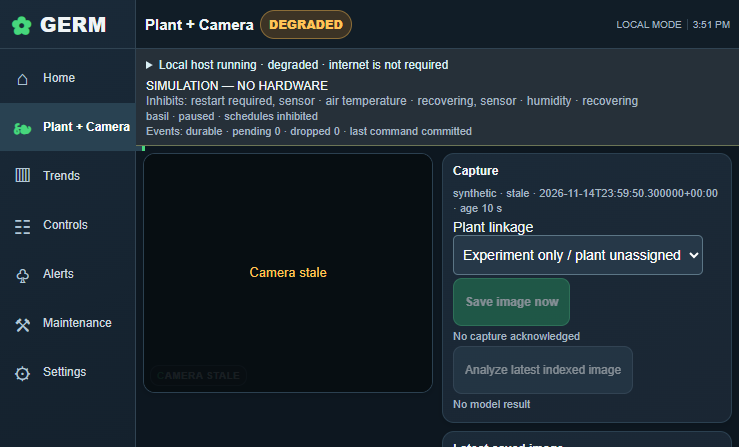 GERM
Plant + Camera DEGRADED
LOCAL MODE 3:51 PM
Home
Plant + Camera
Trends
Controls
Alerts
Maintenance
Settings
Local host running · degraded · internet is not required
SIMULATION — NO HARDWARE
Inhibits: restart required, sensor · air temperature · recovering, sensor · humidity · recovering
basil · paused · schedules inhibited
Events: durable · pending 0 · dropped 0 · last command committed
Camera stale
CAMERA STALE
Capture
synthetic · stale · 2026-11-14T23:59:50.300000+00:00
· age 10 s
Plant linkage
Experiment only / plant unassigned
Save image now
No capture acknowledged
Analyze latest indexed image
No model result
Latest saved image